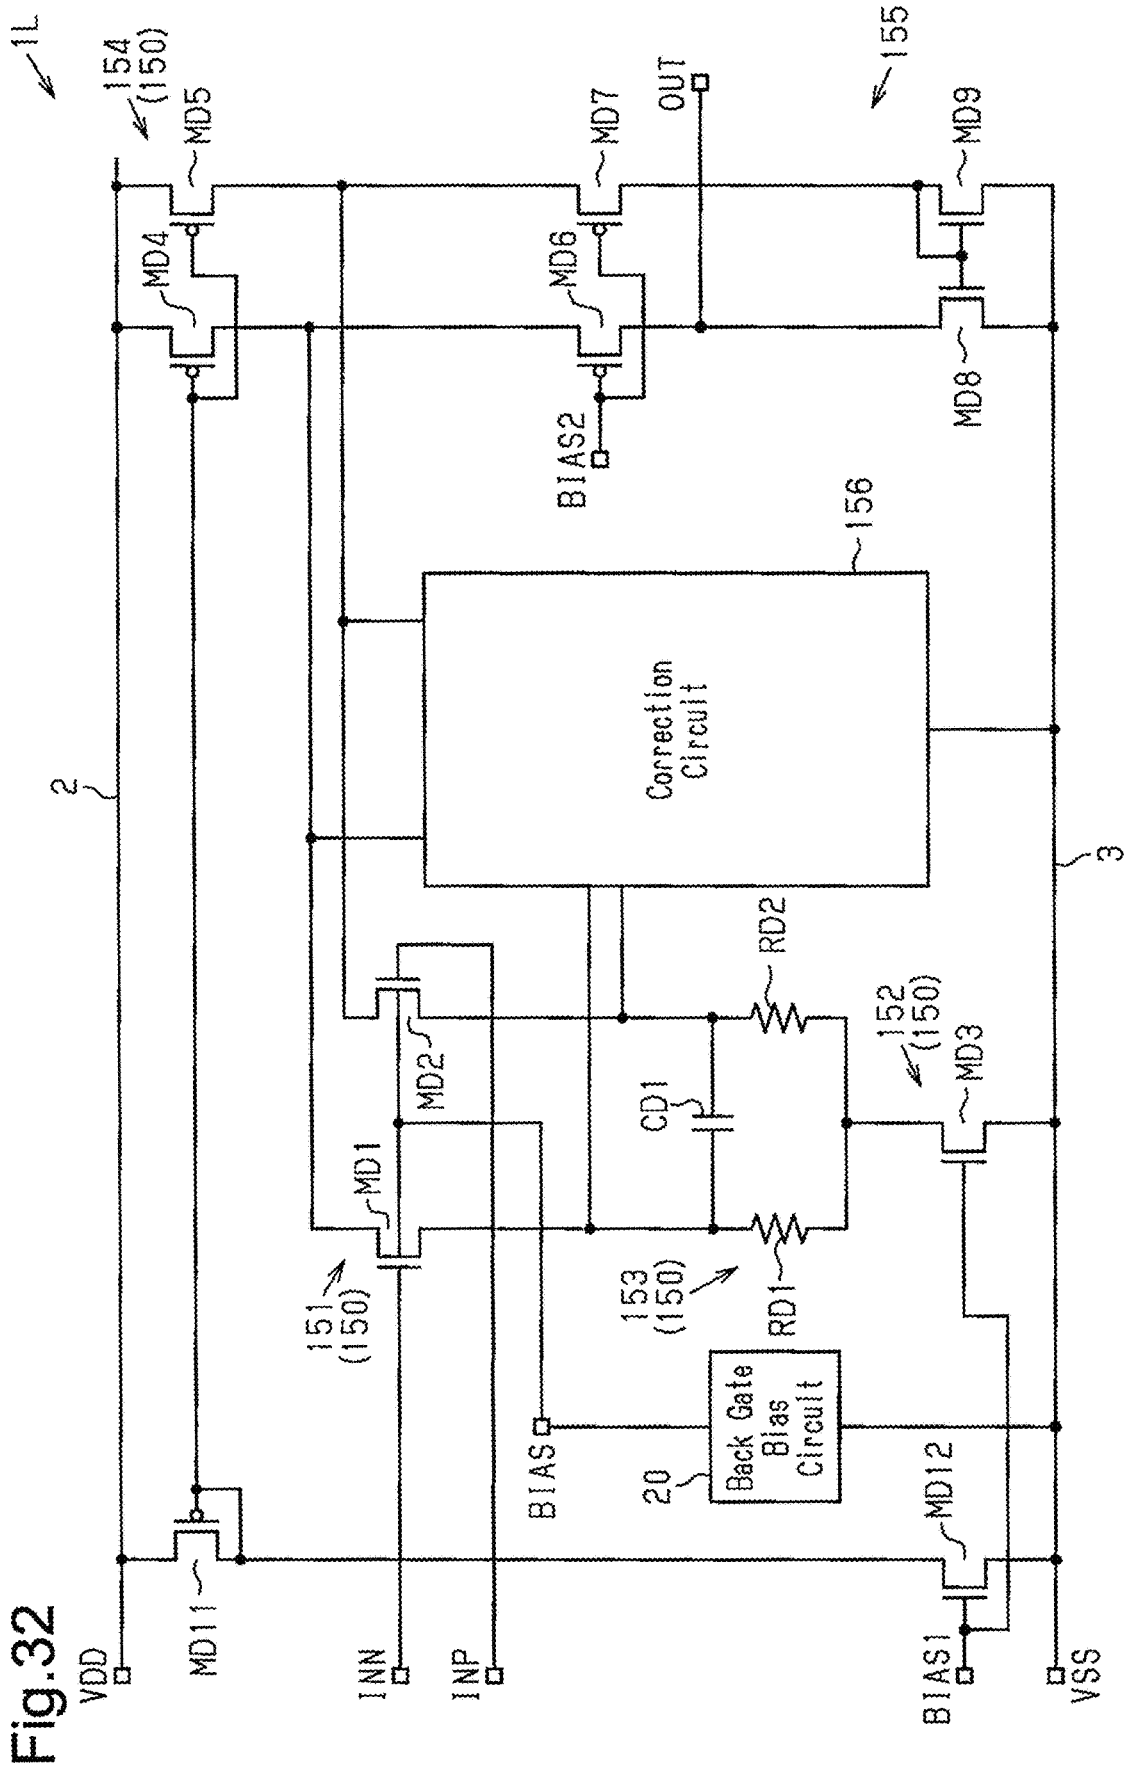 Fig.32
1L
VDD
2
154
(150)
MD11
MD4
MD5
INN
INP
151
(150)
MD1
MD2
BIAS
BIAS2
MD6
MD7
OUT
Correction
Circuit
156
153
(150)
CD1
RD1
RD2
20
Back Gate
Bias
Circuit
152
(150)
155
BIAS1
MD12
MD3
MD8
MD9
VSS
3